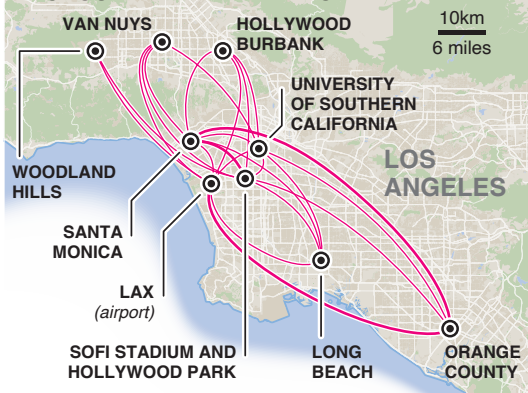 VAN NUYS
HOLLYWOOD
BURBANK
10km
6 miles
UNIVERSITY
OF SOUTHERN
CALIFORNIA
LOS
ANGELES
WOODLAND
HILLS
SANTA
MONICA
LAX
(airport)
SOFI STADIUM AND
HOLLYWOOD PARK
LONG
BEACH
ORANGE
COUNTY